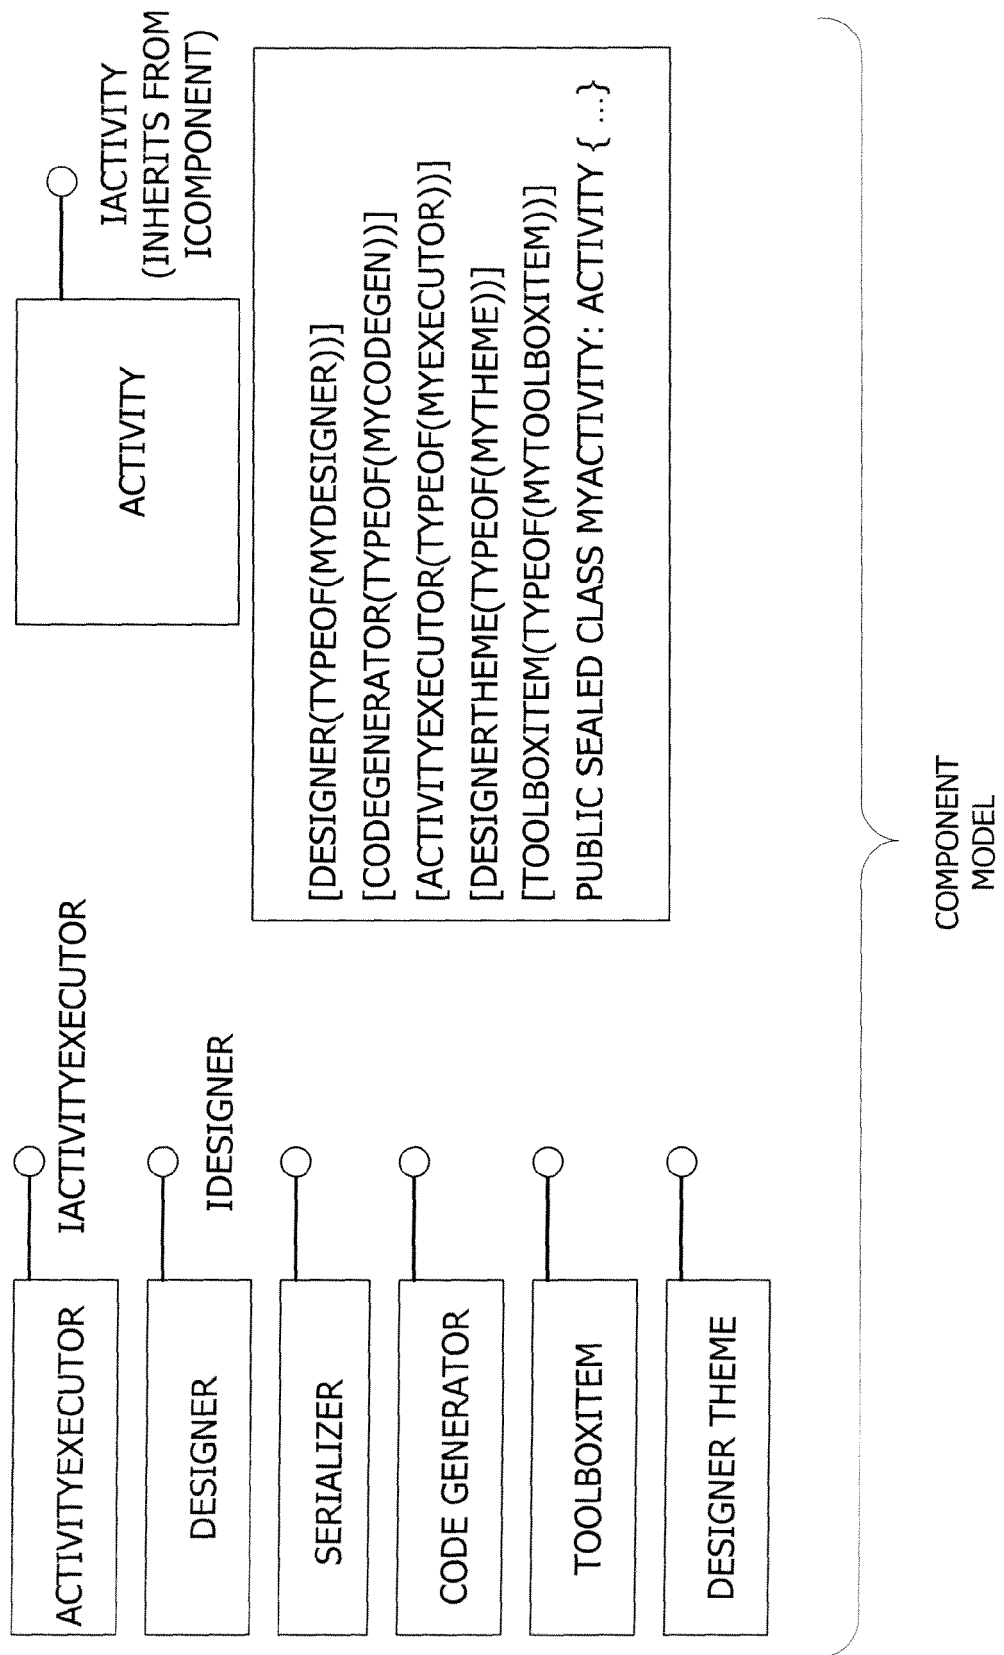 ACTIVITYEXECUTOR
IACTIVITYEXECUTOR
DESIGNER
IDESIGNER
SERIALIZER
CODE GENERATOR
TOOLBOXITEM
DESIGNER THEME
ACTIVITY
IACTIVITY
(INHERITS FROM
ICOMPONENT)
[DESIGNER(TYPEOF(MYDESIGNER))]
[CODEGENERATOR(TYPEOF(MYCODEGEN))]
[ACTIVITYEXECUTOR(TYPEOF(MYEXECUTOR))]
[DESIGNERTHEME(TYPEOF(MYTHEME))]
[TOOLBOXITEM(TYPEOF(MYTOOLBOXITEM))]
PUBLIC SEALED CLASS MYACTIVITY: ACTIVITY { ...}
COMPONENT
MODEL